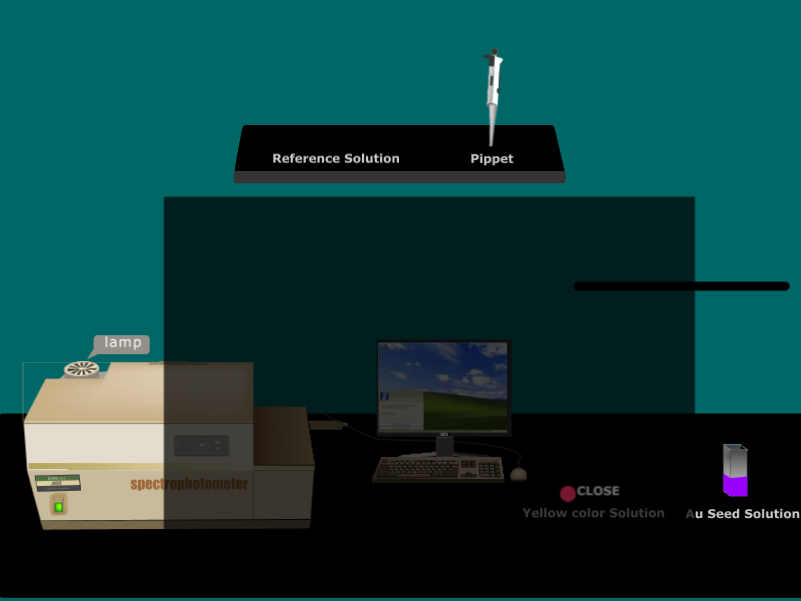 Reference Solution
Pippet
lamp
spectrophotometer
CLOSE
Yellow color Solution
Au Seed Solution